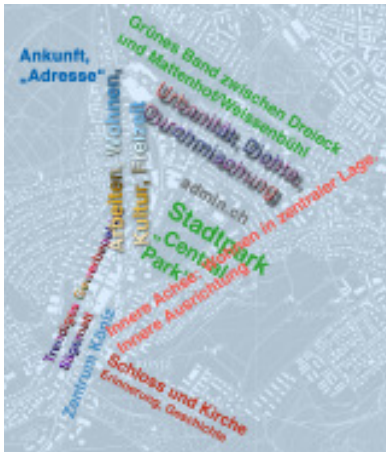 Ankunft,
„Adresse“
Grünes Band zwischen Dreieck
und Mattenhof/Weissenbühl
Urbanität, Dichte,
Durchmischung
Arbeiten, Wohnen,
Kultur, Freizeit
admin.ch
Stadtpark
„Central
Park“
Innere Achse: Wohnen in zentraler Lage.
Innere Ausrichtung
Trendiges Gewerbe
Zentrum Köniz
Schloss und Kirche
Erinnerung, Geschichte